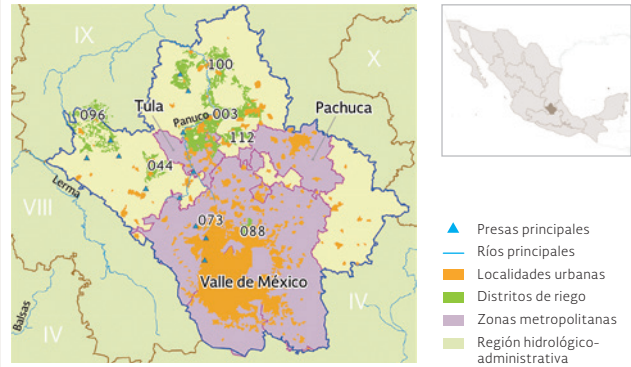 IX
X
100
Tula
Panuco
003
Pachuca
096
112
044
Lerma
VIII
073
088
Valle de México
IV
Balsas
IV
Presas principales
Ríos principales
Localidades urbanas
Distritos de riego
Zonas metropolitanas
Región hidrológico-
administrativa